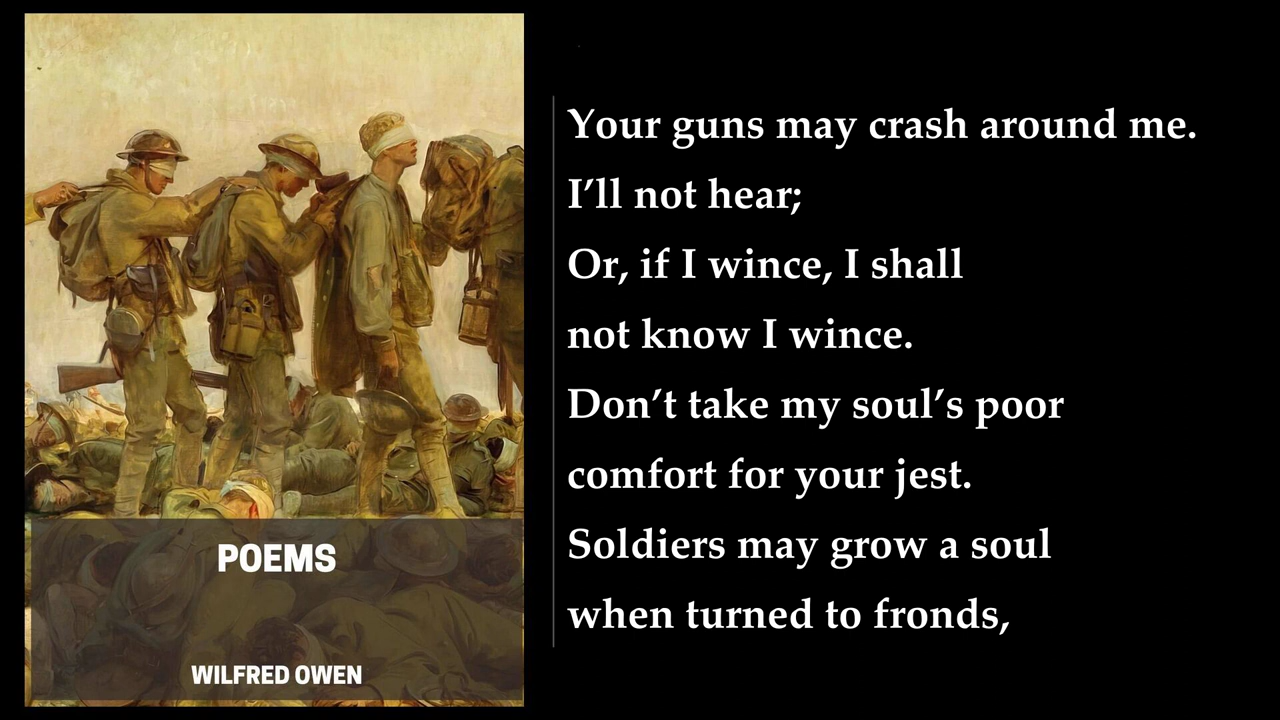 POEMS
WILFRED OWEN
Your guns may crash around me.
I’ll not hear;
Or, if I wince, I shall
not know I wince.
Don’t take my soul’s poor
comfort for your jest.
Soldiers may grow a soul
when turned to fronds,